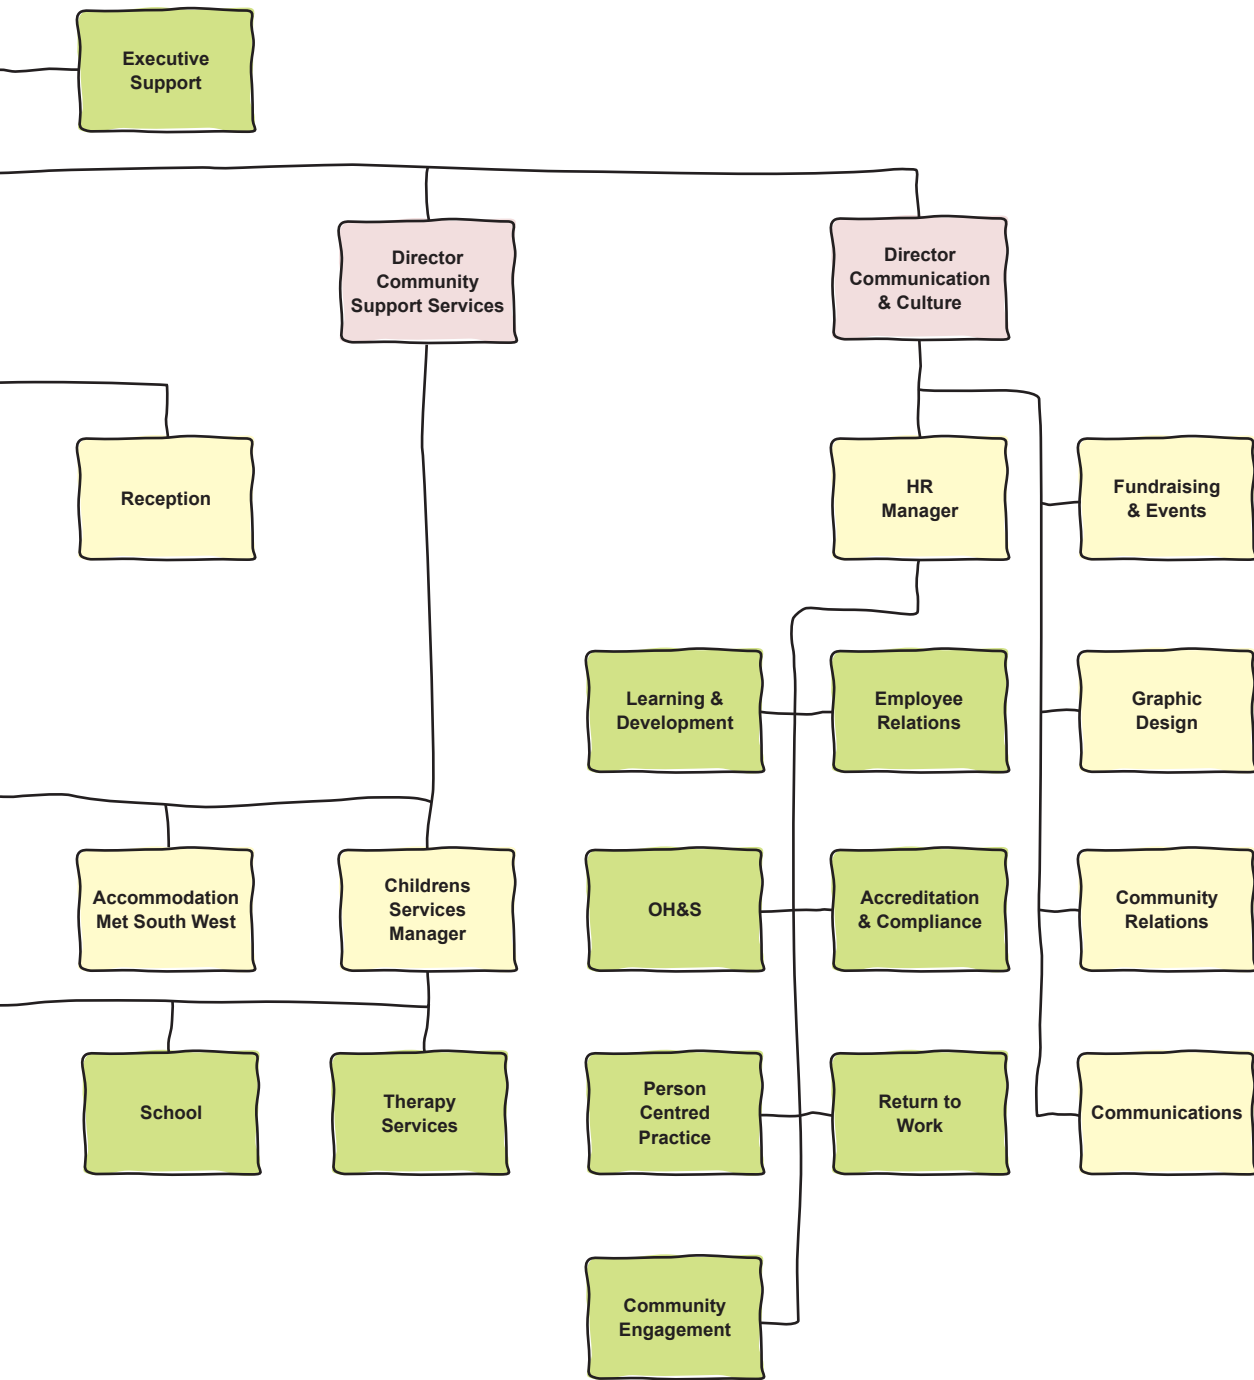 Executive
Support
Director
Community
Support Services
Director
Communication
& Culture
Reception
HR
Manager
Fundraising
& Events
Learning &
Development
Employee
Relations
Graphic
Design
Accommodation
Met South West
Childrens
Services
Manager
OH&S
Accreditation
& Compliance
Community
Relations
School
Therapy
Services
Person
Centred
Practice
Return to
Work
Communications
Community
Engagement